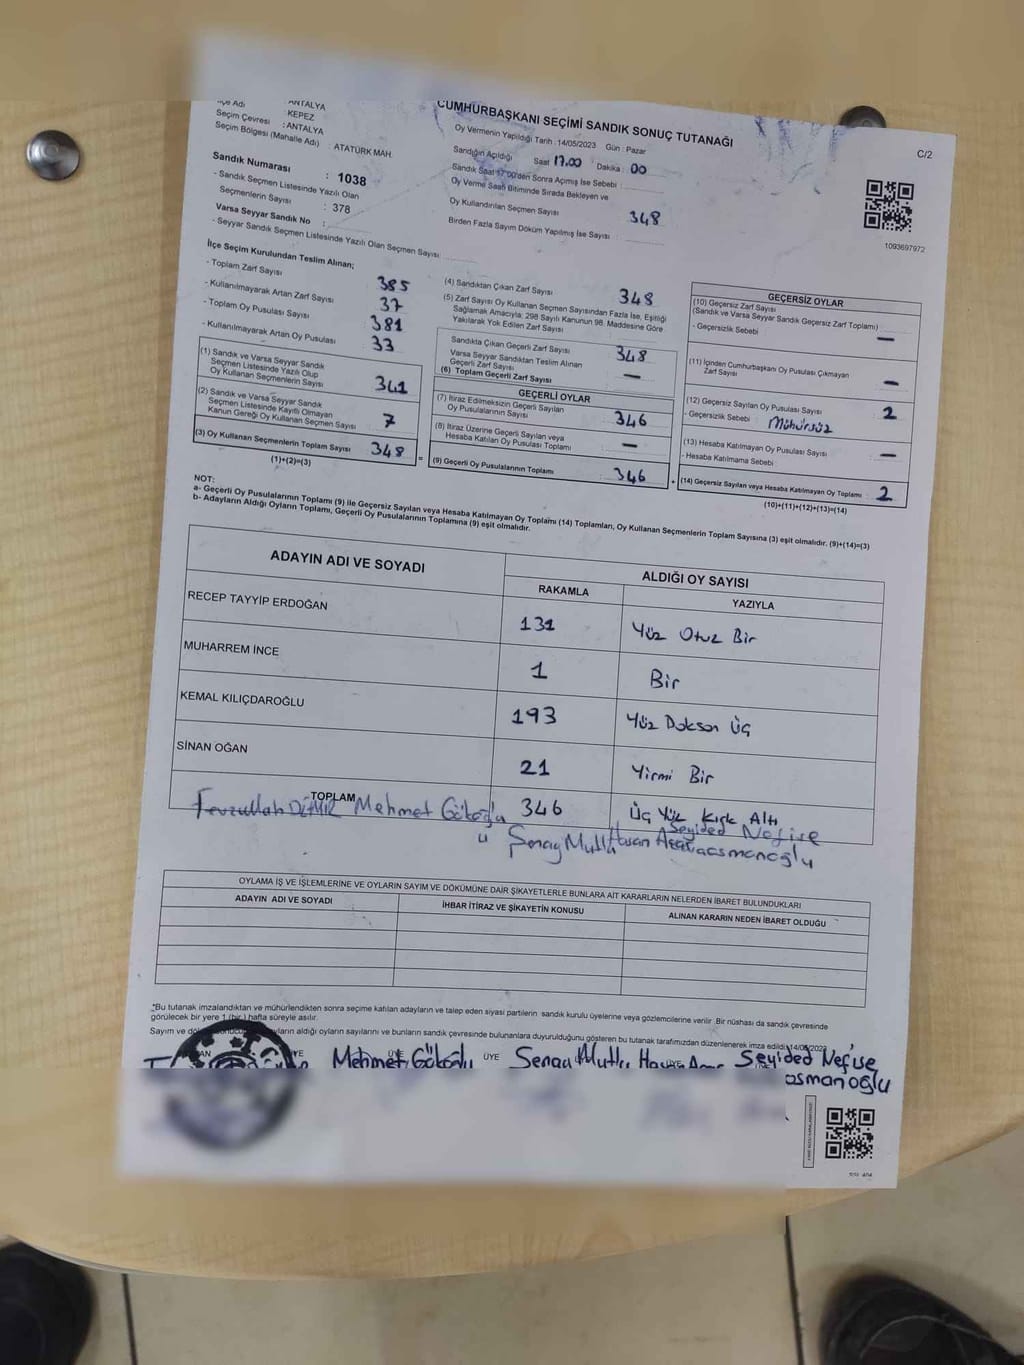 İlçe Adı : ANTALYA
KEPEZ
Seçim Çevresi : ANTALYA
Seçim Bölgesi (Mahalle Adı) : ATATÜRK MAH.
Sandık Numarası : 1038
- Sandık Seçmen Listesinde Yazılı Olan
Seçmenlerin Sayısı : 378
Varsa Seyyar Sandık No :
- Seyyar Sandık Seçmen Listesinde Yazılı Olan Seçmen Sayısı
CUMHURBAŞKANI SEÇİMİ SANDIK SONUÇ TUTANAĞI
C/2
Oy Vermenin Yapıldığı Tarih : 14/05/2023 Gün : Pazar
Sandığın Açıldığı Saat 17.00 Dakika : 00
Sandık Saat 17:00'den Sonra Açılmış İse Sebebi :
Oy Verme Saati Bitiminde Sırada Bekleyen ve
Oy Kullandırılan Seçmen Sayısı 348
Birden Fazla Sayım Döküm Yapılmış İse Sayısı :
1093697972
İlçe Seçim Kurulundan Teslim Alınan;
- Toplam Zarf Sayısı 385
- Kullanılmayarak Artan Zarf Sayısı 37
- Toplam Oy Pusulası Sayısı 381
- Kullanılmayarak Artan Oy Pusulası 33
(1) Sandık ve Varsa Seyyar Sandık
Seçmen Listesinde Yazılı Olup
Oy Kullanan Seçmenlerin Sayısı 341
(2) Sandık ve Varsa Seyyar Sandık
Seçmen Listesinde Kayıtlı Olmayan
Kanun Gereği Oy Kullanan Seçmen Sayısı 7
(3) Oy Kullanan Seçmenlerin Toplam Sayısı 348 =
(1)+(2)=(3)
(4) Sandıktan Çıkan Zarf Sayısı 348
(5) Zarf Sayısı Oy Kullanan Seçmen Sayısından Fazla İse, Eşitliği
Sağlamak Amacıyla; 298 Sayılı Kanunun 98. Maddesine Göre
Yakılarak Yok Edilen Zarf Sayısı
Sandıkta Çıkan Geçerli Zarf Sayısı 348
Varsa Seyyar Sandıktan Teslim Alınan
Geçerli Zarf Sayısı —
(6) Toplam Geçerli Zarf Sayısı
GEÇERLİ OYLAR
(7) İtiraz Edilmeksizin Geçerli Sayılan
Oy Pusulalarının Sayısı 346
(8) İtiraz Üzerine Geçerli Sayılan veya
Hesaba Katılan Oy Pusulası Toplamı —
(9) Geçerli Oy Pusulalarının Toplamı 346 +
GEÇERSİZ OYLAR
(10) Geçersiz Zarf Sayısı
(Sandık ve Varsa Seyyar Sandık Geçersiz Zarf Toplamı)
- Geçersizlik Sebebi : —
(11) İçinden Cumhurbaşkanı Oy Pusulası Çıkmayan
Zarf Sayısı —
(12) Geçersiz Sayılan Oy Pusulası Sayısı 2
- Geçersizlik Sebebi : Mühürsüz
(13) Hesaba Katılmayan Oy Pusulası Sayısı —
- Hesaba Katılmama Sebebi
(14) Geçersiz Sayılan veya Hesaba Katılmayan Oy Toplamı 2
(10)+(11)+(12)+(13)=(14)
NOT:
a- Geçerli Oy Pusulalarının Toplamı (9) ile Geçersiz Sayılan veya Hesaba Katılmayan Oy Toplamı (14) Toplamları, Oy Kullanan Seçmenlerin Toplam Sayısına (3) eşit olmalıdır. (9)+(14)=(3)
b- Adayların Aldığı Oyların Toplamı, Geçerli Oy Pusulalarının Toplamına (9) eşit olmalıdır.
ADAYIN ADI VE SOYADI
ALDIĞI OY SAYISI
RAKAMLA YAZIYLA
RECEP TAYYİP ERDOĞAN 131 Yüz Otuz Bir
MUHARREM İNCE 1 Bir
KEMAL KILIÇDAROĞLU 193 Yüz Doksan Üç
SİNAN OĞAN 21 Yirmi Bir
TOPLAM 346 Üç Yüz Kırk Altı
Mehmet Gökoğlu Seyided Nefise
Şenay Mutlu Hasan osmanoğlu
OYLAMA İŞ VE İŞLEMLERİNE VE OYLARIN SAYIM VE DÖKÜMÜNE DAİR ŞİKAYETLERLE BUNLARA AİT KARARLARIN NELERDEN İBARET BULUNDUKLARI
ADAYIN ADI VE SOYADI İHBAR İTİRAZ VE ŞİKAYETİN KONUSU ALINAN KARARIN NEDEN İBARET OLDUĞU
*Bu tutanak imzalandıktan ve mühürlendikten sonra seçime katılan adayların ve talep eden siyasi partilerin sandık kurulu üyelerine veya gözlemcilerine verilir. Bir nüshası da sandık çevresinde
görülecek bir yere 1 (bir) hafta süreyle asılır.
Sayım ve oyların aldığı oyların sayılarını ve bunların sandık çevresinde bulunanlara duyurulduğunu gösteren bu tutanak tarafımızdan düzenlenerek imza edildi. 14/05/2023
Mehmet Gökoğlu ÜYE Şenay Mutlu Seyided Nefise
osmanoğlu